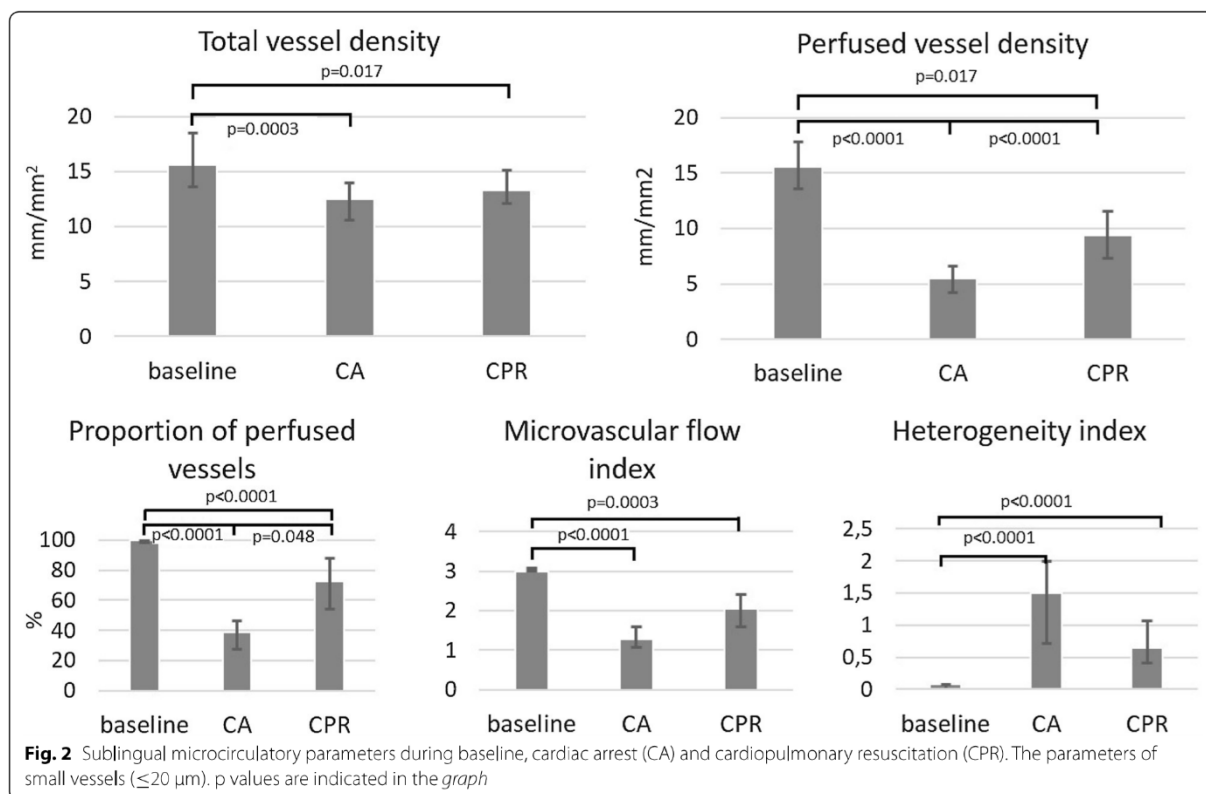 Total vessel density
p=0.017
p=0.0003
20
15
10
5
0
mm/mm²
baseline CA CPR
Perfused vessel density
p=0.017
p<0.0001 p<0.0001
20
15
10
5
0
mm/mm2
baseline CA CPR
Proportion of perfused
vessels
p<0.0001
p<0.0001 p=0.048
100
80
60
40
20
0
%
baseline CA CPR
Microvascular flow
index
p=0.0003
p<0.0001
4
3
2
1
0
baseline CA CPR
Heterogeneity index
p<0.0001
p<0.0001
2,5
2
1,5
1
0,5
0
baseline CA CPR
Fig. 2 Sublingual microcirculatory parameters during baseline, cardiac arrest (CA) and cardiopulmonary resuscitation (CPR). The parameters of
small vessels (≤20 μm). p values are indicated in the graph